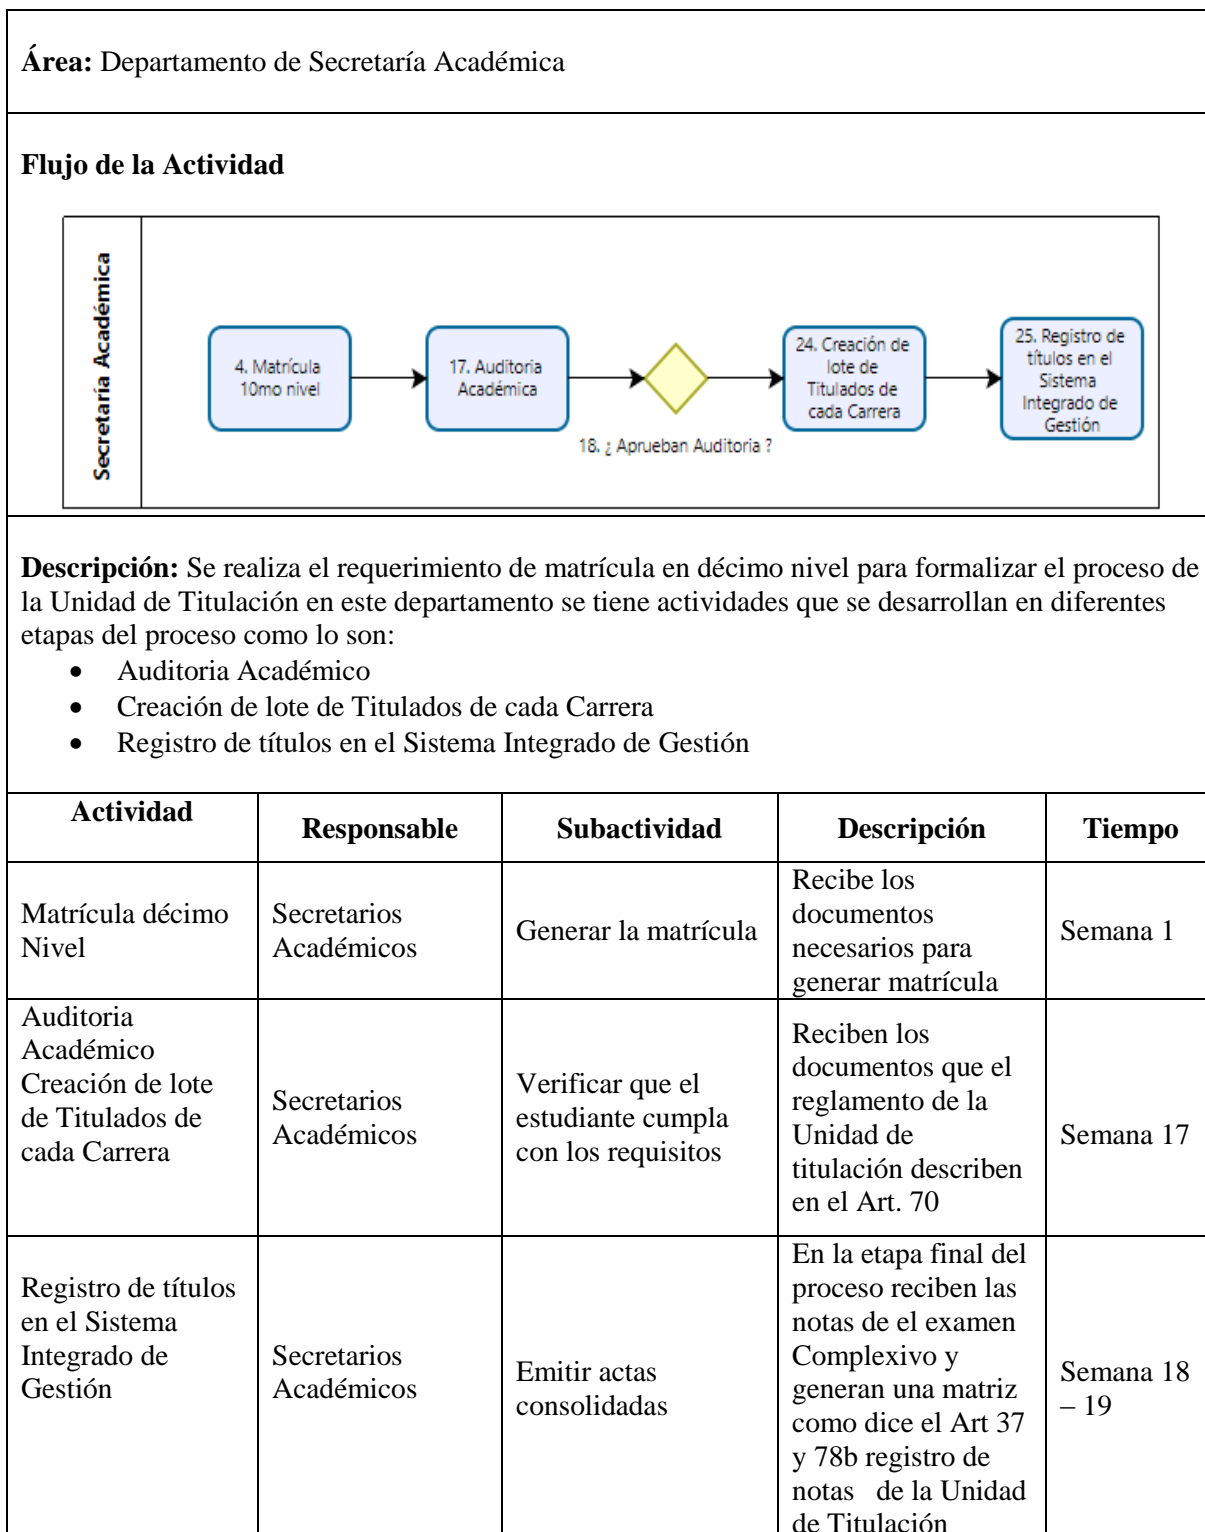 Área: Departamento de Secretaría Académica
Flujo de la Actividad
Secretaría Académica
4. Matrícula
10mo nivel
17. Auditoria
Académica
18. ¿ Aprueban Auditoria ?
24. Creación de
lote de
Titulados de
cada Carrera
25. Registro de
títulos en el
Sistema
Integrado de
Gestión
Descripción: Se realiza el requerimiento de matrícula en décimo nivel para formalizar el proceso de
la Unidad de Titulación en este departamento se tiene actividades que se desarrollan en diferentes
etapas del proceso como lo son:
• Auditoria Académico
• Creación de lote de Titulados de cada Carrera
• Registro de títulos en el Sistema Integrado de Gestión
Actividad
Responsable
Subactividad
Descripción
Tiempo
Matrícula décimo
Nivel
Secretarios
Académicos
Generar la matrícula
Recibe los
documentos
necesarios para
generar matrícula
Semana 1
Auditoria
Académico
Creación de lote
de Titulados de
cada Carrera
Secretarios
Académicos
Verificar que el
estudiante cumpla
con los requisitos
Reciben los
documentos que el
reglamento de la
Unidad de
titulación describen
en el Art. 70
Semana 17
Registro de títulos
en el Sistema
Integrado de
Gestión
Secretarios
Académicos
Emitir actas
consolidadas
En la etapa final del
proceso reciben las
notas de el examen
Complexivo y
generan una matriz
como dice el Art 37
y 78b registro de
notas de la Unidad
de Titulación
Semana 18
– 19